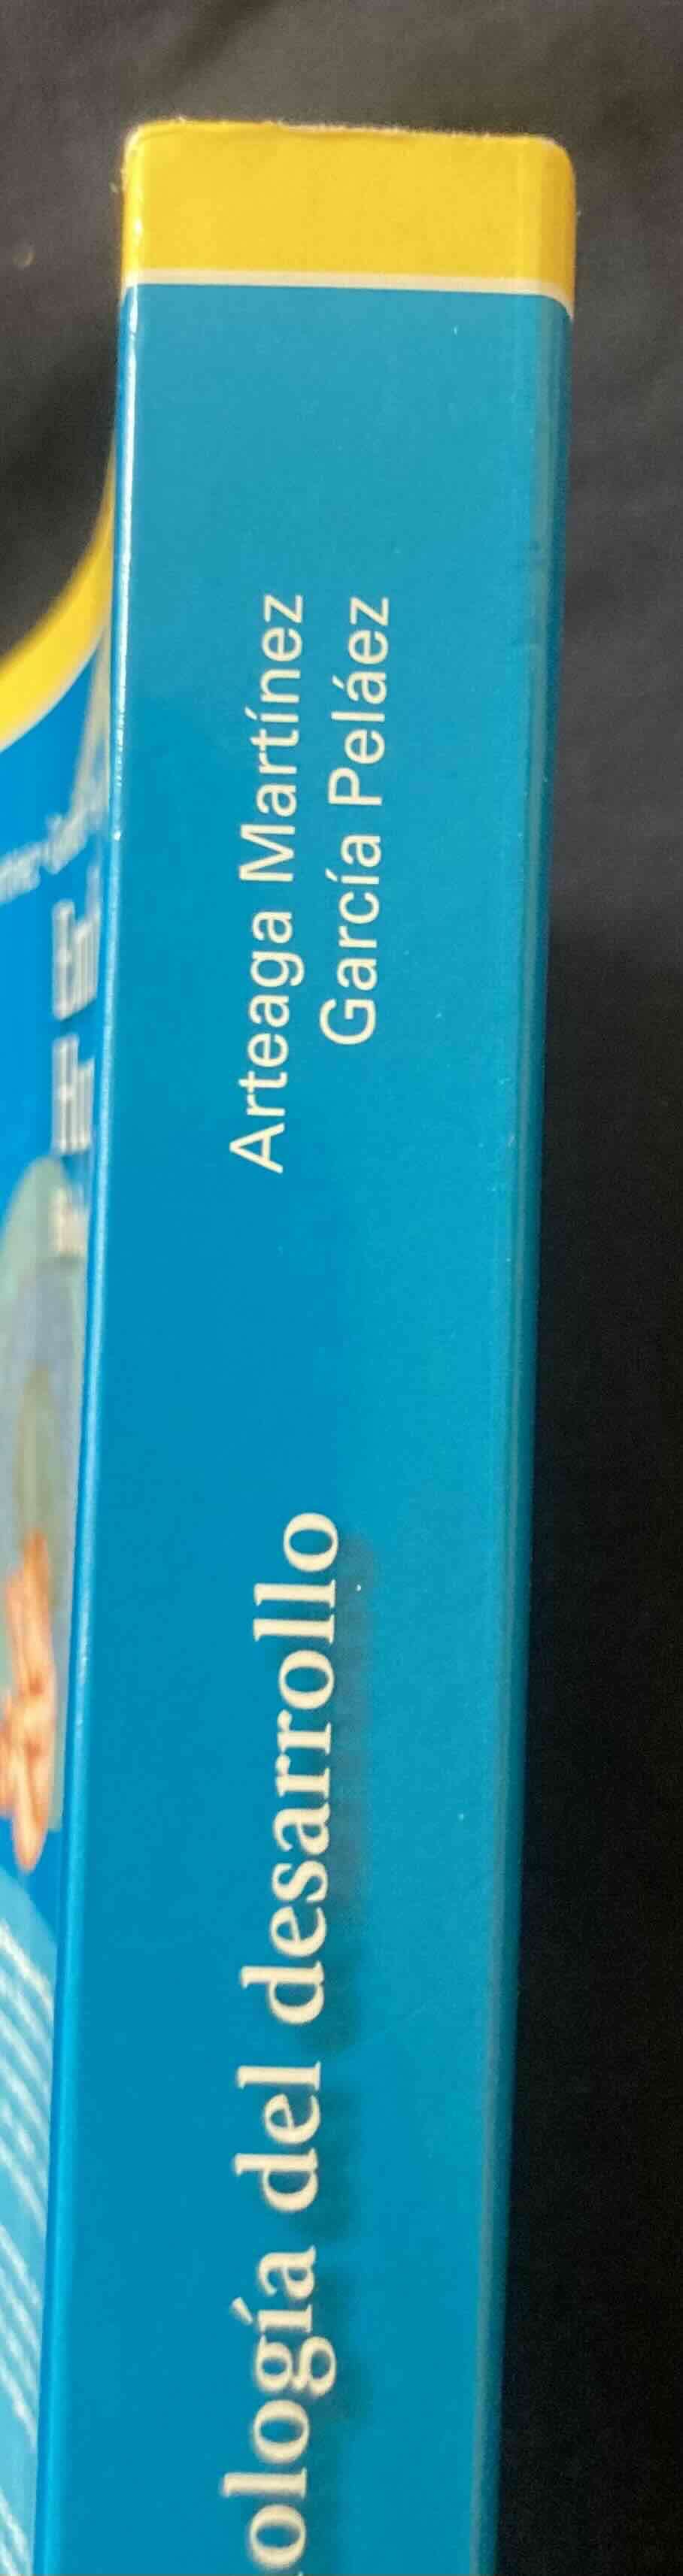 Arteaga Martínez
García Peláez
ología del desarrollo